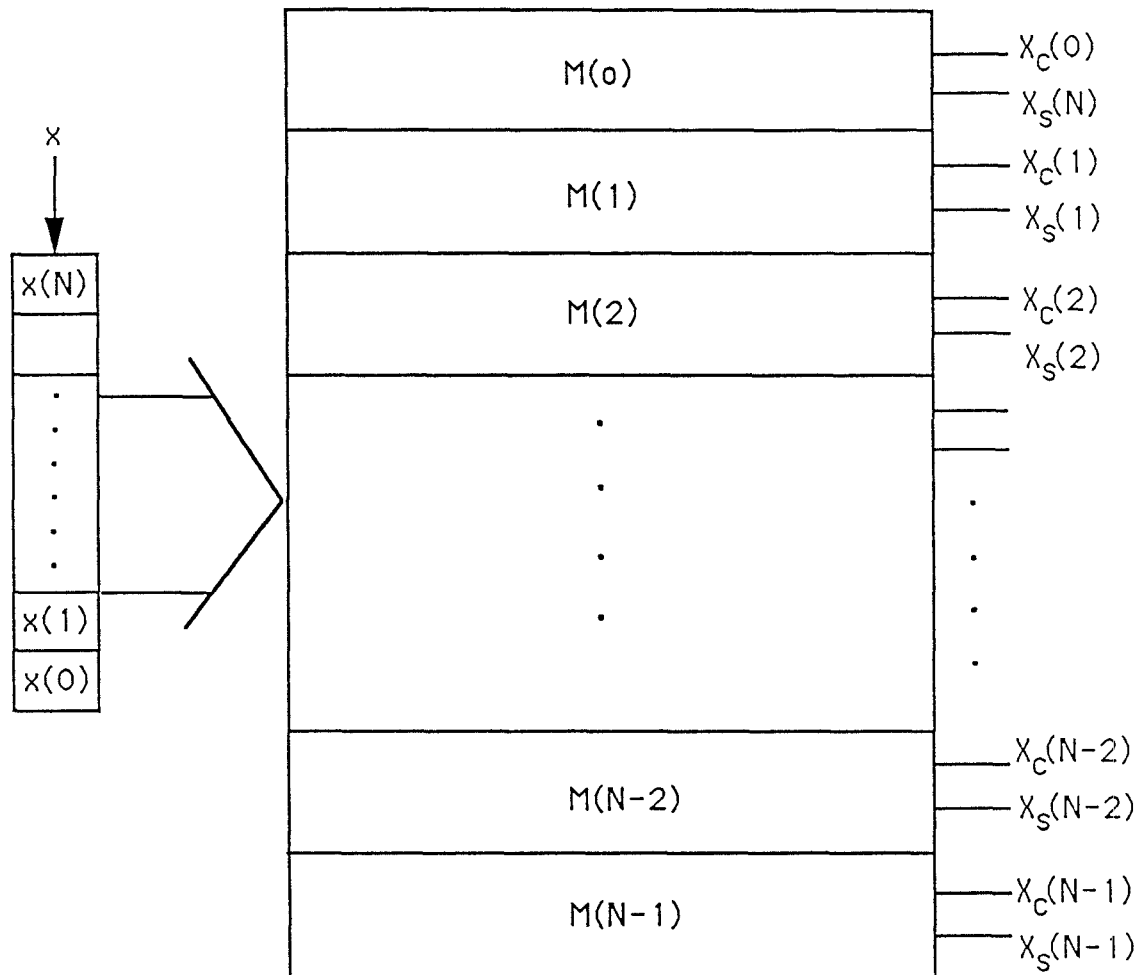 x
x(N)
x(1)
x(0)
M(o)
M(1)
M(2)
M(N-2)
M(N-1)
X_C(0)
X_S(N)
X_C(1)
X_S(1)
X_C(2)
X_S(2)
X_C(N-2)
X_S(N-2)
X_C(N-1)
X_S(N-1)